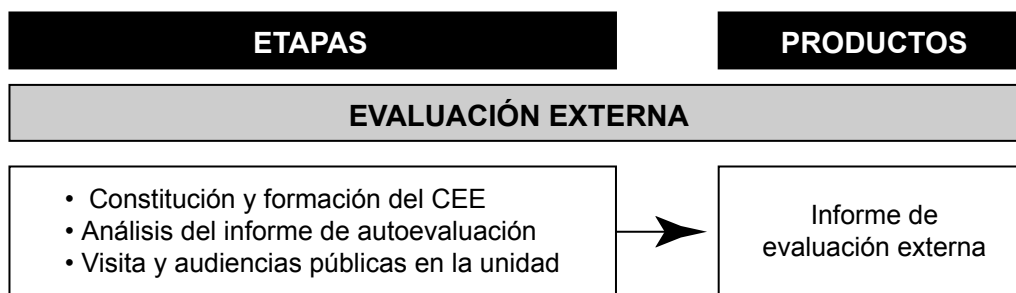 ETAPAS
PRODUCTOS
EVALUACIÓN EXTERNA
• Constitución y formación del CEE
• Análisis del informe de autoevaluación
• Visita y audiencias públicas en la unidad
Informe de
evaluación externa